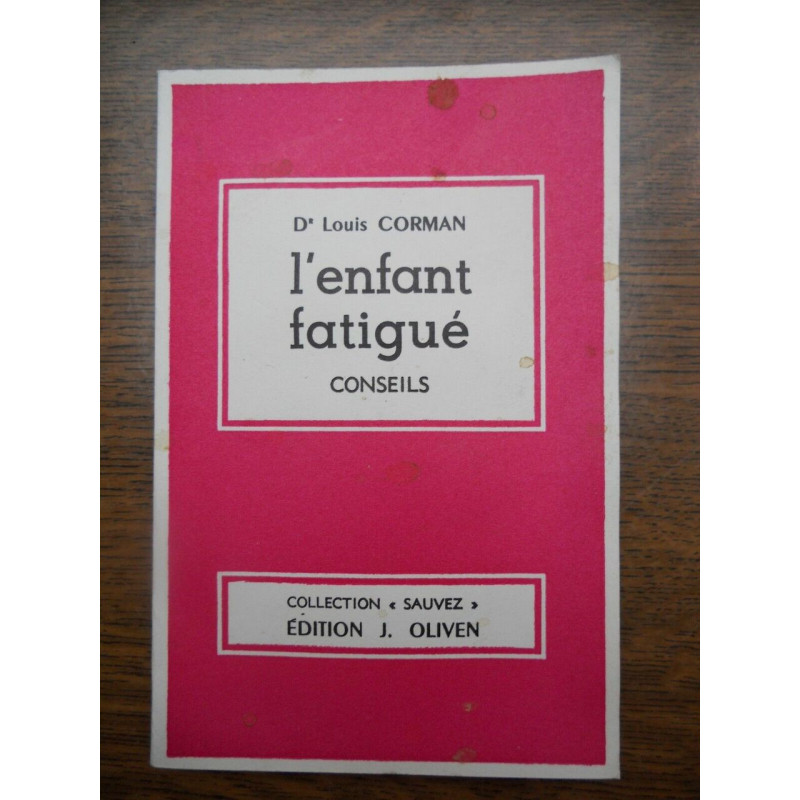 Dr Louis CORMAN
l'enfant
fatigué
CONSEILS
COLLECTION « SAUVEZ »
ÉDITION J. OLIVEN